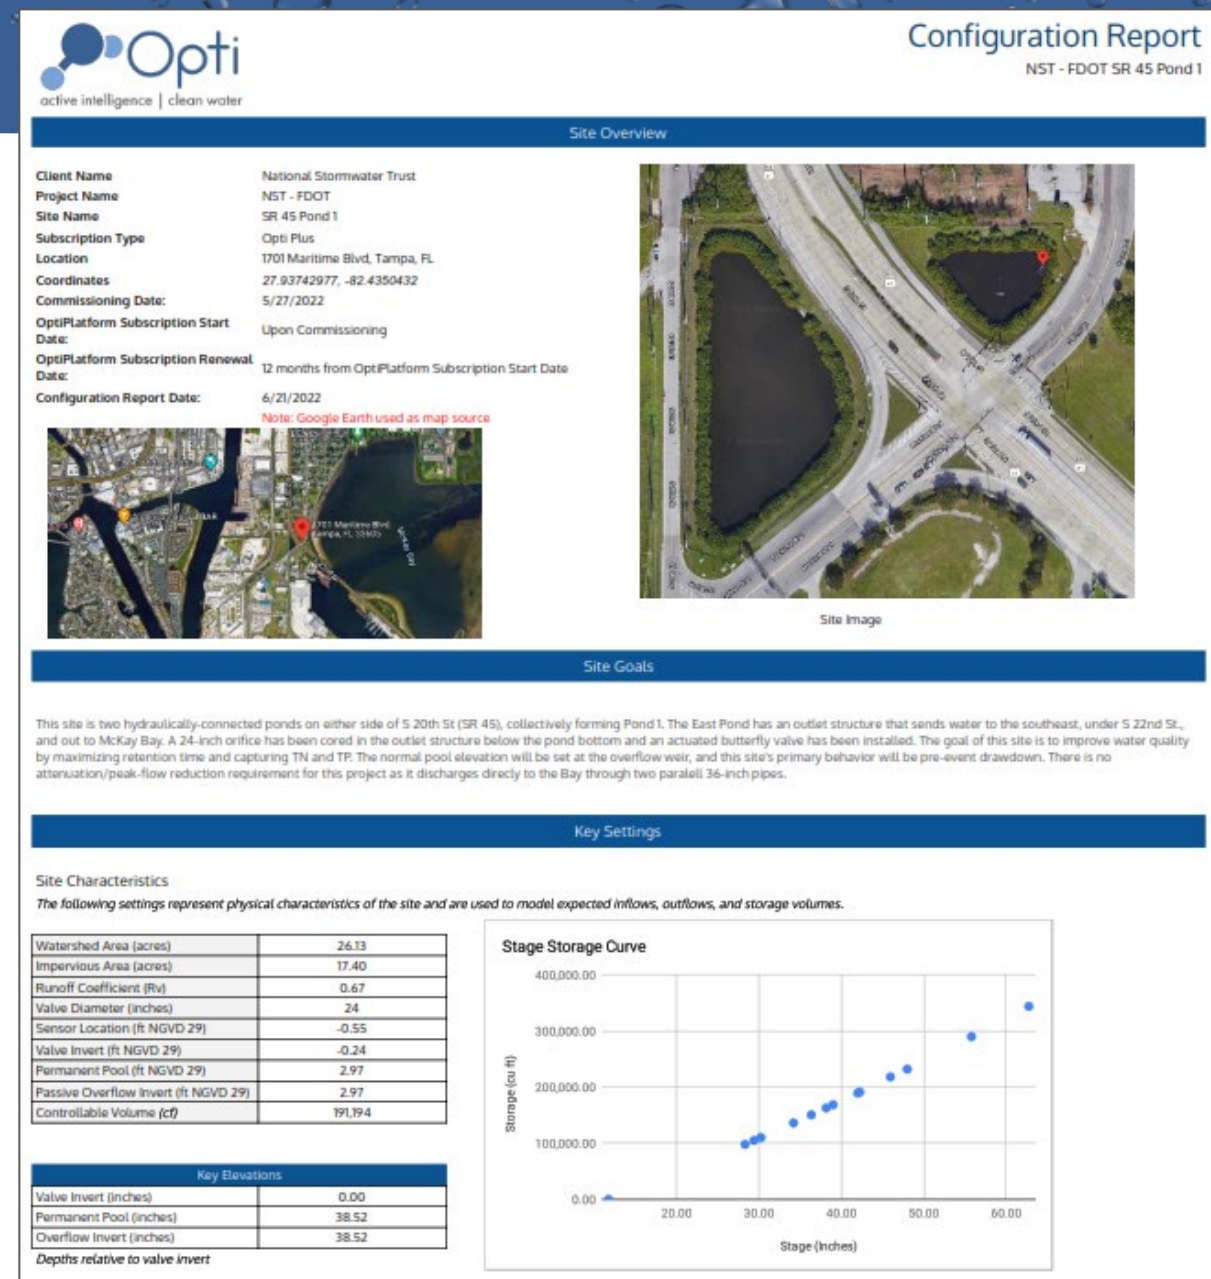 Opti
active intelligence | clean water
Configuration Report
NST - FDOT SR 45 Pond 1
Site Overview
Client Name National Stormwater Trust
Project Name NST - FDOT
Site Name SR 45 Pond 1
Subscription Type Opti Plus
Location 1701 Maritime Blvd, Tampa, FL
Coordinates 27.93742977, -82.4350432
Commissioning Date: 5/27/2022
OptiPlatform Subscription Start
Date: Upon Commissioning
OptiPlatform Subscription Renewal
Date: 12 months from OptiPlatform Subscription Start Date
Configuration Report Date: 6/21/2022
Note: Google Earth used as map source
1701 Maritime Blvd
Tampa, FL 33605
Site Image
Site Goals
This site is two hydraulically-connected ponds on either side of S 20th St (SR 45), collectively forming Pond 1. The East Pond has an outlet structure that sends water to the southeast, under S 22nd St.,
and out to McKay Bay. A 24-inch orifice has been cored in the outlet structure below the pond bottom and an actuated butterfly valve has been installed. The goal of this site is to improve water quality
by maximizing retention time and capturing TN and TP. The normal pool elevation will be set at the overflow weir, and this site's primary behavior will be pre-event drawdown. There is no
attenuation/peak-flow reduction requirement for this project as it discharges direcly to the Bay through two paralell 36-inch pipes.
Key Settings
Site Characteristics
The following settings represent physical characteristics of the site and are used to model expected inflows, outflows, and storage volumes.
Watershed Area (acres) 26.13
Impervious Area (acres) 17.40
Runoff Coefficient (Rv) 0.67
Valve Diameter (inches) 24
Sensor Location (ft NGVD 29) -0.55
Valve Invert (ft NGVD 29) -0.24
Permanent Pool (ft NGVD 29) 2.97
Passive Overflow Invert (ft NGVD 29) 2.97
Controllable Volume (cf) 191,194
Key Elevations
Valve Invert (inches) 0.00
Permanent Pool (inches) 38.52
Overflow Invert (inches) 38.52
Depths relative to valve invert
Stage Storage Curve
Storage (cu ft)
400,000.00
300,000.00
200,000.00
100,000.00
0.00
20.00 30.00 40.00 50.00 60.00
Stage (Inches)